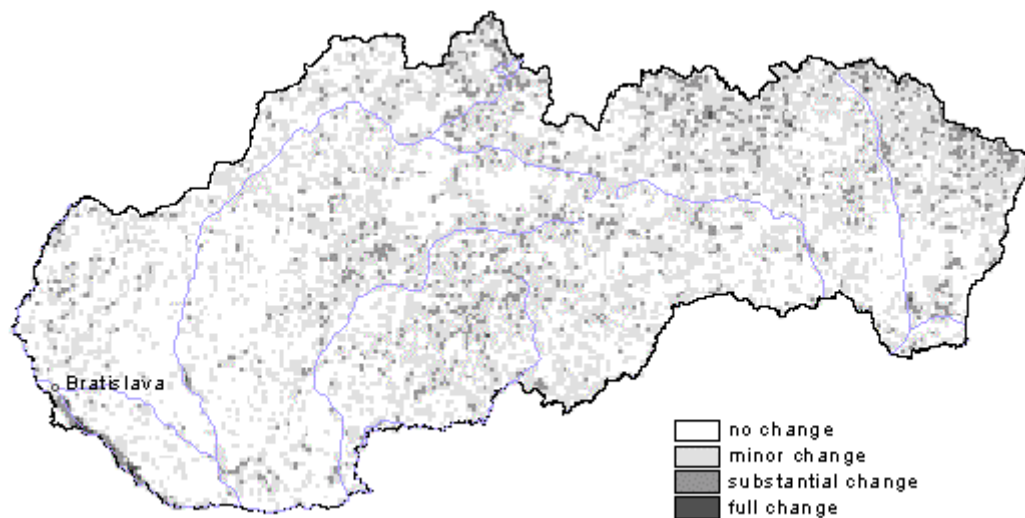 Bratislava
no change
minor change
substantial change
full change